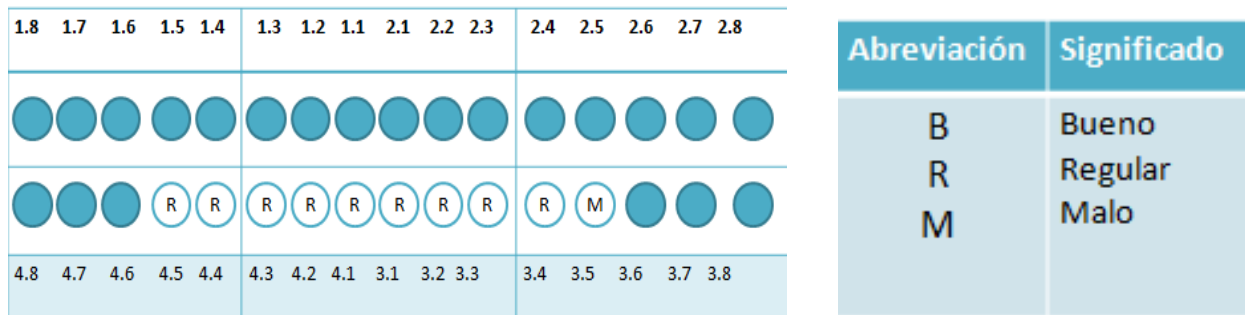 1.8 1.7 1.6 1.5 1.4 1.3 1.2 1.1 2.1 2.2 2.3 2.4 2.5 2.6 2.7 2.8
R R R R R R R R R M
4.8 4.7 4.6 4.5 4.4 4.3 4.2 4.1 3.1 3.2 3.3 3.4 3.5 3.6 3.7 3.8
Abreviación Significado
B Bueno
R Regular
M Malo